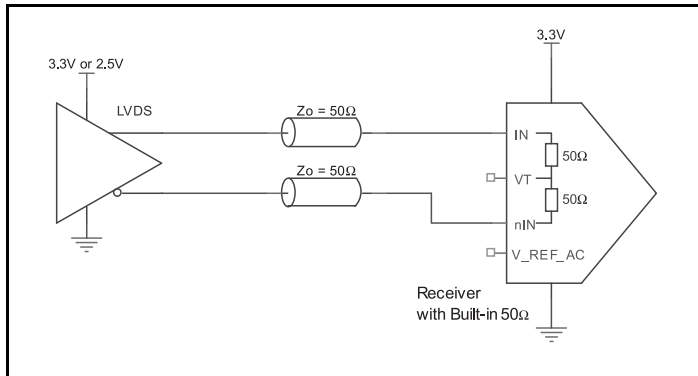 3.3V
3.3V or 2.5V
LVDS
Zo = 50Ω
IN
50Ω
Zo = 50Ω
VT
50Ω
nIN
V_REF_AC
Receiver
with Built-in 50Ω